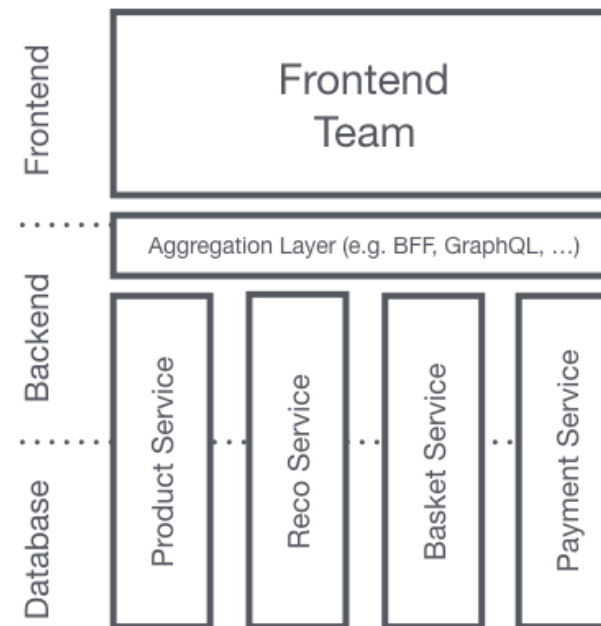 Frontend
Frontend
Team
Aggregation Layer (e.g. BFF, GraphQL, …)
Backend
Product Service
Reco Service
Basket Service
Payment Service
Database